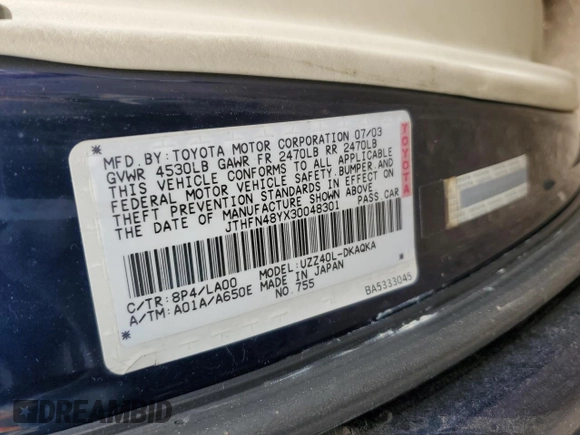 MFD. BY: TOYOTA MOTOR CORPORATION 07/03
GVWR 4530LB GAWR FR 2470LB RR 2470LB
THIS VEHICLE CONFORMS TO ALL APPLICABLE
FEDERAL MOTOR VEHICLE SAFETY, BUMPER AND
THEFT PREVENTION STANDARDS IN EFFECT ON
THE DATE OF MANUFACTURE SHOWN ABOVE.
JTHFN48YX30048301 PASS CAR
TOYOTA
C/TR: 8P4/LA00 MODEL: UZZ40L-DKAQKA
A/TM: A01A/A650E MADE IN JAPAN
NO. 755
BA5333045
DREAMBID